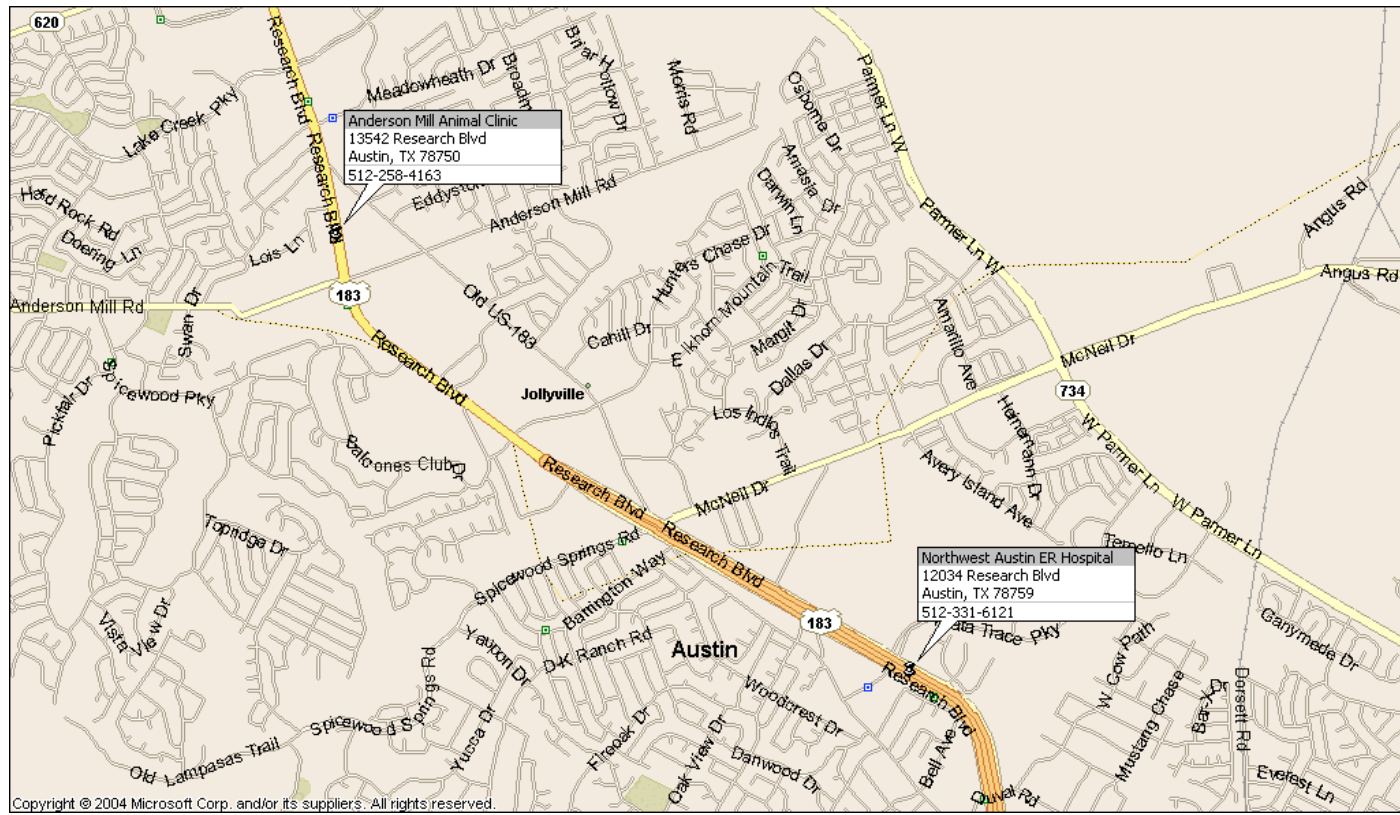 620
Research Blvd
Meadowheath Dr
Broadm
Briar Hollow Dr
Morris Rd
Osborne Dr
Parmer Ln W
Lake Creek Pky
Research Blvd
Anderson Mill Animal Clinic
13542 Research Blvd
Austin, TX 78750
512-258-4163
Amasia Dr
Darwin Ln
Eddysto
Anderson Mill Rd
Hard Rock Rd
Doering Ln
Lois Ln
Parmer Ln W
Angus Rd
Angus Rd
Hunters Chase Dr
Elkhorn Mountain Trail
Anderson Mill Rd
183
Swan Dr
Old US-183
Cahill Dr
Margit Dr
Amarillo Ave
McNeil Dr
Research Blvd
Dallas Dr
Spicewood Pky
Pickfair Dr
Jollyville
734
Los Indios Trail
Hornemann Dr
W Parmer Ln
W Parmer Ln
Balcones Club Dr
Avery Island Ave
Research Blvd
McNeil Dr
Research Blvd
Topridge Dr
Spicewood Springs Rd
Tomello Ln
Northwest Austin ER Hospital
12034 Research Blvd
Austin, TX 78759
512-331-6121
Barrington Way
183
ata Trace Pky
Vista View Dr
Yaupon Dr
D-K Ranch Rd
Austin
W Cow Path
Ganymede Dr
Research Blvd
Woodcrest Dr
Spicewood Springs Rd
Yucca Dr
Fireoak Dr
Oak View Dr
Danwood Dr
Bell Ave
Mustang Chase
Bar-X Dr
Dorsett Rd
Old Lampasas Trail
Duval Rd
Everest Ln
Copyright © 2004 Microsoft Corp. and/or its suppliers. All rights reserved.